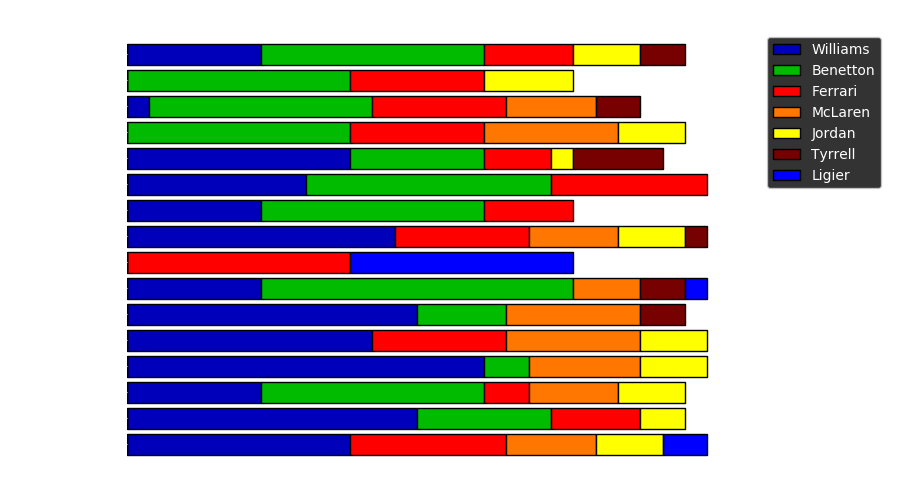 Williams
Benetton
Ferrari
McLaren
Jordan
Tyrrell
Ligier